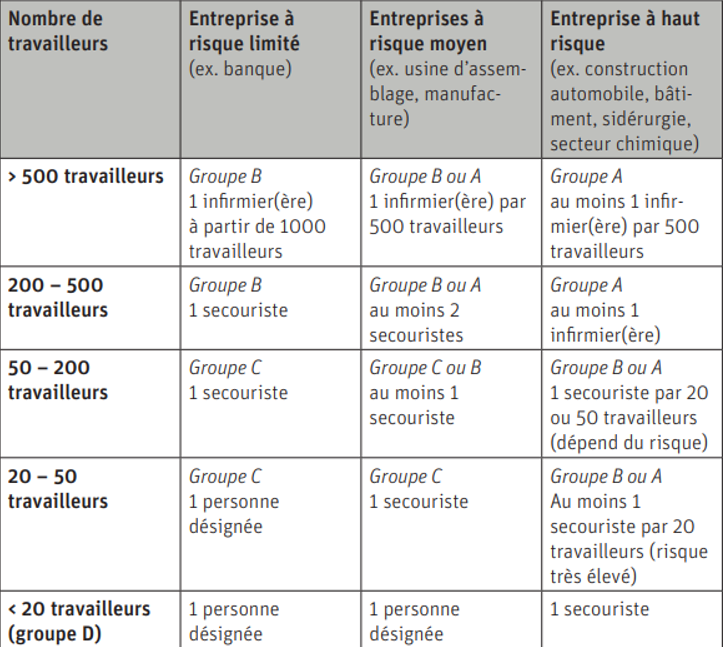 Nombre de
travailleurs
Entreprise à
risque limité
(ex. banque)
Entreprises à
risque moyen
(ex. usine d'assem-
blage, manufac-
ture)
Entreprise à haut
risque
(ex. construction
automobile, bâti-
ment, sidérurgie,
secteur chimique)
> 500 travailleurs
Groupe B
1 infirmier(ère)
à partir de 1000
travailleurs
Groupe B ou A
1 infirmier(ère) par
500 travailleurs
Groupe A
au moins 1 infir-
mier(ère) par 500
travailleurs
200 – 500
travailleurs
Groupe B
1 secouriste
Groupe B ou A
au moins 2
secouristes
Groupe A
au moins 1
infirmier(ère)
50 – 200
travailleurs
Groupe C
1 secouriste
Groupe C ou B
au moins 1
secouriste
Groupe B ou A
1 secouriste par 20
ou 50 travailleurs
(dépend du risque)
20 – 50
travailleurs
Groupe C
1 personne
désignée
Groupe C
1 secouriste
Groupe B ou A
Au moins 1
secouriste par 20
travailleurs (risque
très élevé)
< 20 travailleurs
(groupe D)
1 personne
désignée
1 personne
désignée
1 secouriste